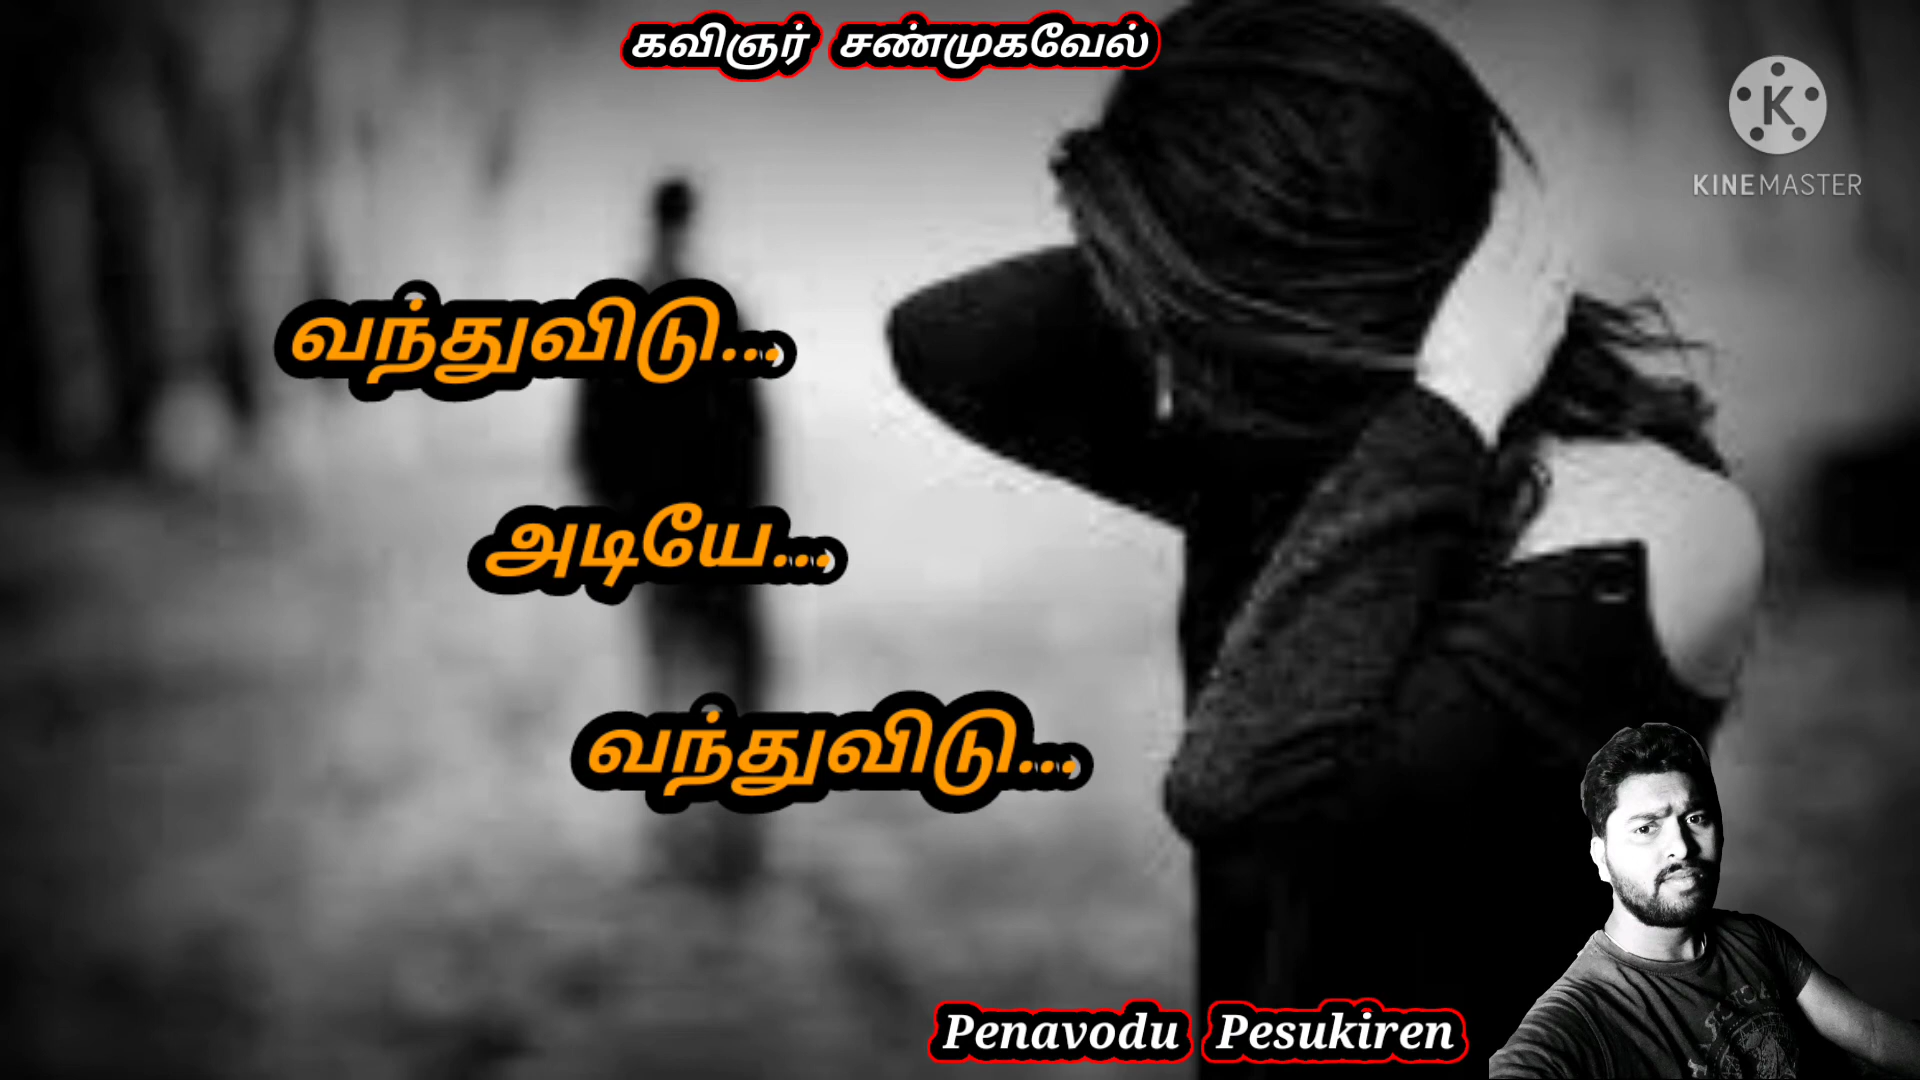 கவிஞர் சண்முகவேல்
KINEMASTER
வந்துவிடு...
அடியே...
வந்துவிடு...
Penavodu Pesukiren